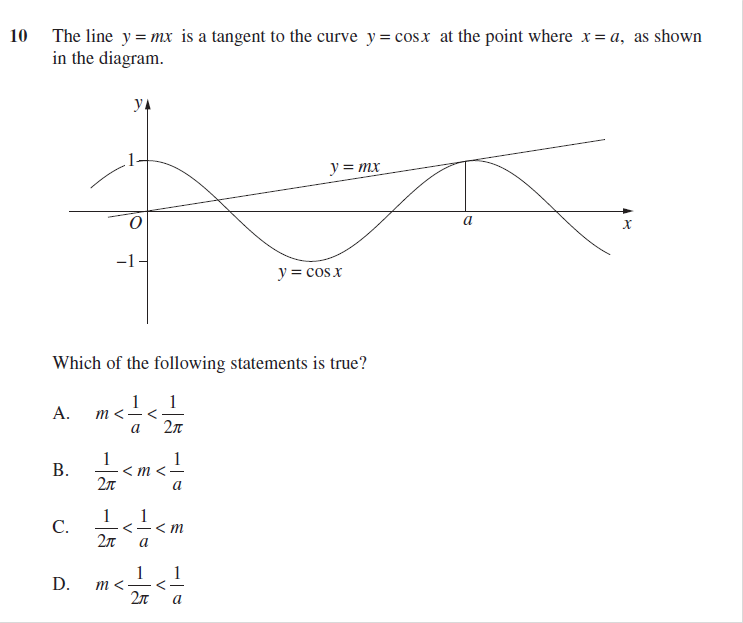 10 The line y = mx is a tangent to the curve y = cos x at the point where x = a, as shown
in the diagram.
y
1
y = mx
O
a
x
−1
y = cos x
Which of the following statements is true?
A. m < 1/a < 1/2π
B. 1/2π < m < 1/a
C. 1/2π < 1/a < m
D. m < 1/2π < 1/a